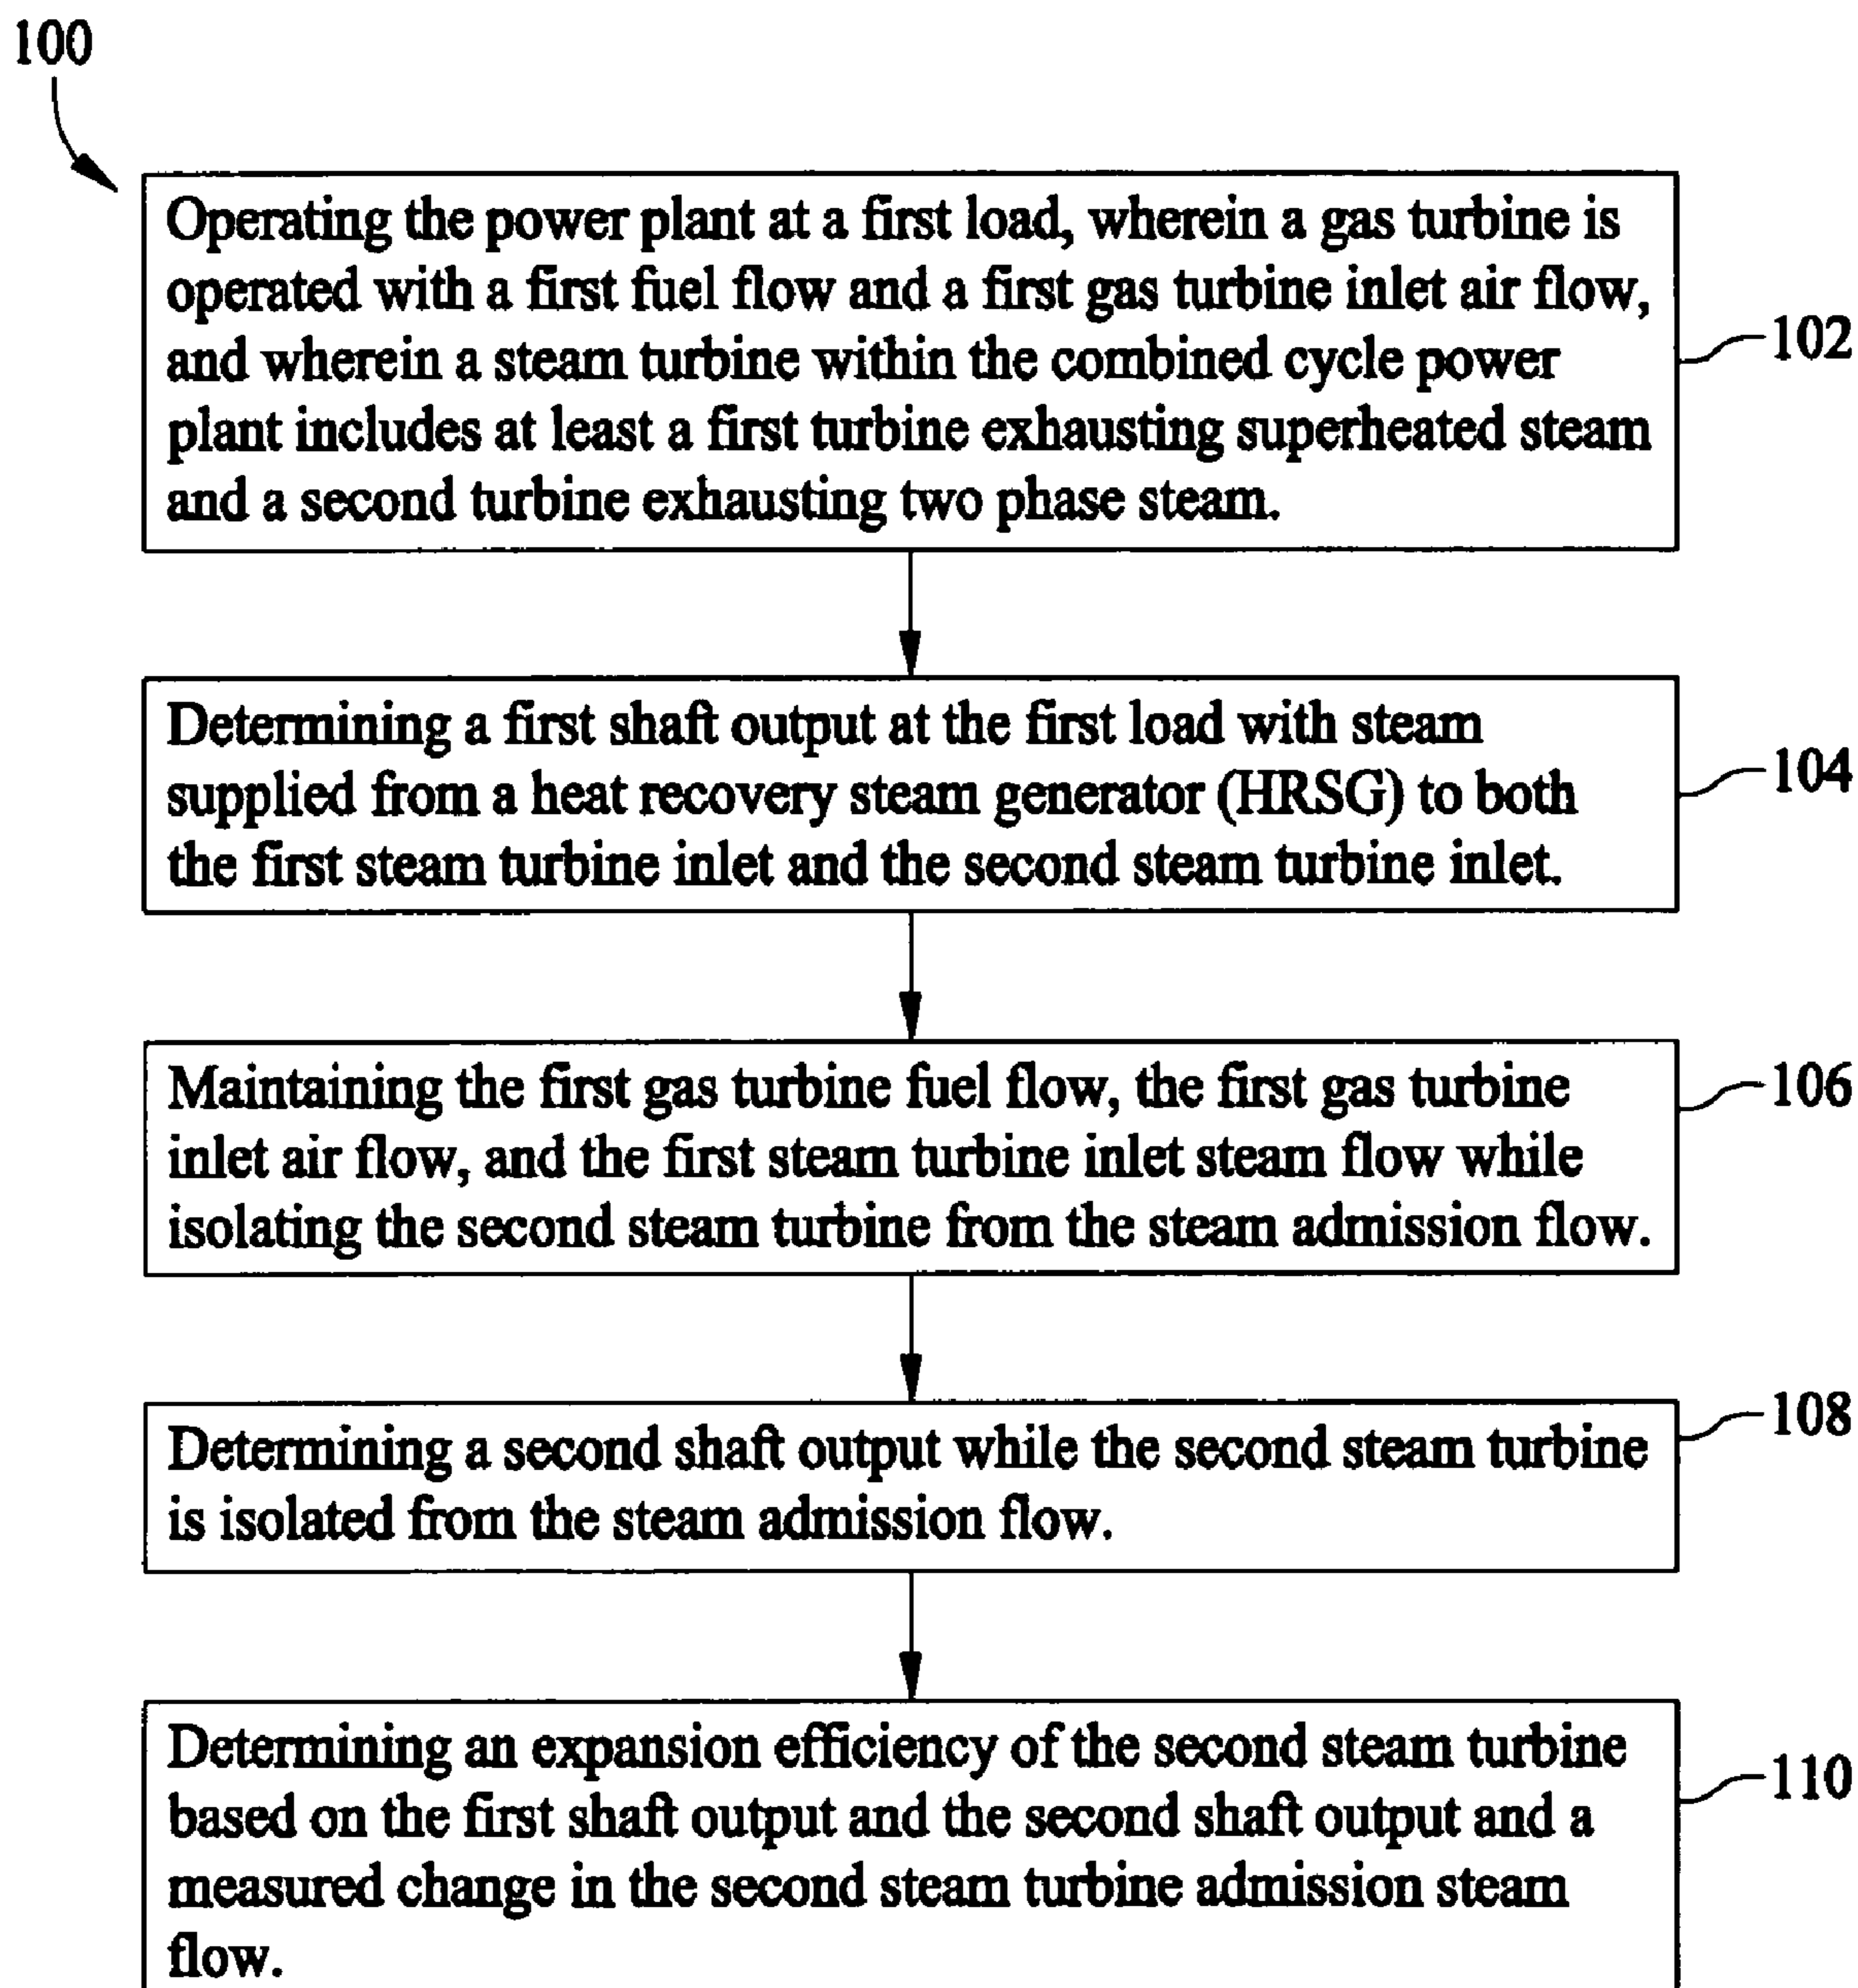 100
Operating the power plant at a first load, wherein a gas turbine is
operated with a first fuel flow and a first gas turbine inlet air flow,
and wherein a steam turbine within the combined cycle power
plant includes at least a first turbine exhausting superheated steam
and a second turbine exhausting two phase steam.
102
Determining a first shaft output at the first load with steam
supplied from a heat recovery steam generator (HRSG) to both
the first steam turbine inlet and the second steam turbine inlet.
104
Maintaining the first gas turbine fuel flow, the first gas turbine
inlet air flow, and the first steam turbine inlet steam flow while
isolating the second steam turbine from the steam admission flow.
106
Determining a second shaft output while the second steam turbine
is isolated from the steam admission flow.
108
Determining an expansion efficiency of the second steam turbine
based on the first shaft output and the second shaft output and a
measured change in the second steam turbine admission steam
flow.
110